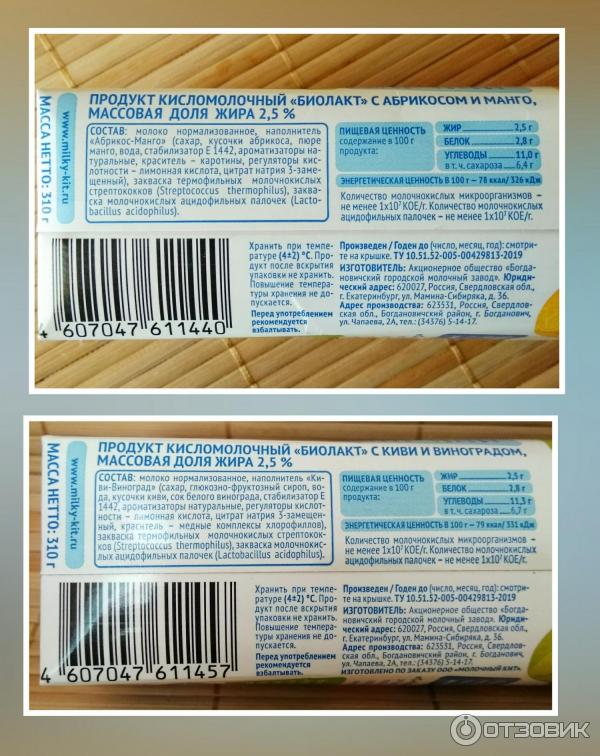 МАССА НЕТТО: 310 г
www.milky-kit.ru
ПРОДУКТ КИСЛОМОЛОЧНЫЙ «БИОЛАКТ» С АБРИКОСОМ И МАНГО,
МАССОВАЯ ДОЛЯ ЖИРА 2,5 %
СОСТАВ: молоко нормализованное, наполнитель
«Абрикос-Манго» (сахар, кусочки абрикоса, пюре
манго, вода, стабилизатор Е 1442, ароматизаторы на-
туральные, краситель – каротины, регуляторы кис-
лотности – лимонная кислота, цитрат натрия 3-заме-
щенный), закваска термофильных молочнокислых
стрептококков (Streptococcus thermophilus), заква-
ска молочнокислых ацидофильных палочек (Lacto-
bacillus acidophilus).
ПИЩЕВАЯ ЦЕННОСТЬ
содержание в 100 г
продукта:
ЖИР 2,5 г
БЕЛОК 2,8 г
УГЛЕВОДЫ 11,0 г
в т. ч. сахароза 6,4 г
ЭНЕРГЕТИЧЕСКАЯ ЦЕННОСТЬ В 100 г – 78 ккал/ 326 кДж
Количество молочнокислых микроорганизмов –
не менее 1х10⁷ КОЕ/г. Количество молочнокислых
ацидофильных палочек – не менее 1х10⁷ КОЕ/г.
4 607047 611440
Хранить при темпе-
ратуре (4±2) °С. Про-
дукт после вскрытия
упаковки не хранить.
Повышение темпера-
туры хранения не до-
пускается.
Перед употреблением
рекомендуется
взбалтывать.
Произведен / Годен до (число, месяц, год): смотри-
те на крышке. ТУ 10.51.52-005-00429813-2019
ИЗГОТОВИТЕЛЬ: Акционерное общество «Богда-
новичский городской молочный завод». Юриди-
ческий адрес: 620027, Россия, Свердловская обл.,
г. Екатеринбург, ул. Мамина-Сибиряка, д. 36.
Адрес производства: 623531, Россия, Свердлов-
ская обл., Богдановичский район, г. Богданович,
ул. Чапаева, 2А, тел.: (34376) 5-14-17.
МАССА НЕТТО: 310 г
www.milky-kit.ru
ПРОДУКТ КИСЛОМОЛОЧНЫЙ «БИОЛАКТ» С КИВИ И ВИНОГРАДОМ,
МАССОВАЯ ДОЛЯ ЖИРА 2,5 %
СОСТАВ: молоко нормализованное, наполнитель «Ки-
ви-Виноград» (сахар, глюкозно-фруктозный сироп, во-
да, кусочки киви, сок белого винограда, стабилизатор Е
1442, ароматизаторы натуральные, регуляторы кислот-
ности – лимонная кислота, цитрат натрия 3-замещен-
ный, краситель – медные комплексы хлорофиллов),
закваска термофильных молочнокислых стрептокок-
ков (Streptococcus thermophilus), закваска молочнокис-
лых ацидофильных палочек (Lactobacillus acidophilus).
ПИЩЕВАЯ ЦЕННОСТЬ
содержание в 100 г
продукта:
ЖИР 2,5 г
БЕЛОК 2,8 г
УГЛЕВОДЫ 11,3 г
в т. ч. сахароза 6,7 г
ЭНЕРГЕТИЧЕСКАЯ ЦЕННОСТЬ В 100 г – 79 ккал/ 331 кДж
Количество молочнокислых микроорганизмов –
не менее 1х10⁷ КОЕ/г. Количество молочнокислых
ацидофильных палочек – не менее 1х10⁷ КОЕ/г.
4 607047 611457
Хранить при темпе-
ратуре (4±2) °С. Про-
дукт после вскрытия
упаковки не хранить.
Повышение темпера-
туры хранения не до-
пускается.
Перед употреблением
рекомендуется
взбалтывать.
Произведен / Годен до (число, месяц, год): смотри-
те на крышке. ТУ 10.51.52-005-00429813-2019
ИЗГОТОВИТЕЛЬ: Акционерное общество «Богда-
новичский городской молочный завод». Юриди-
ческий адрес: 620027, Россия, Свердловская обл.,
г. Екатеринбург, ул. Мамина-Сибиряка, д. 36.
Адрес производства: 623531, Россия, Свердлов-
ская обл., Богдановичский район, г. Богданович,
ул. Чапаева, 2А, тел.: (34376) 5-14-17.
ИЗГОТОВЛЕНО ПО ЗАКАЗУ ООО «МОЛОЧНЫЙ КИТ».
ОТЗОВИК